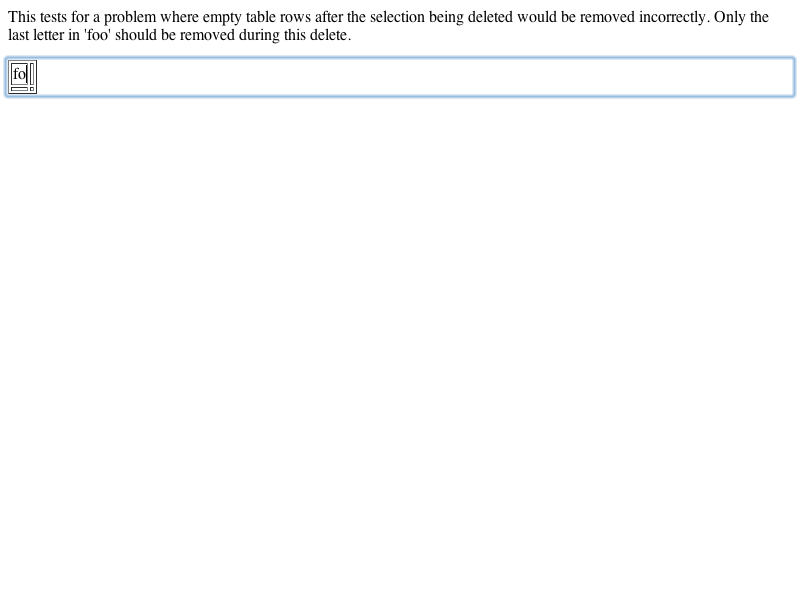 This tests for a problem where empty table rows after the selection being deleted would be removed incorrectly. Only the
last letter in 'foo' should be removed during this delete.
fo